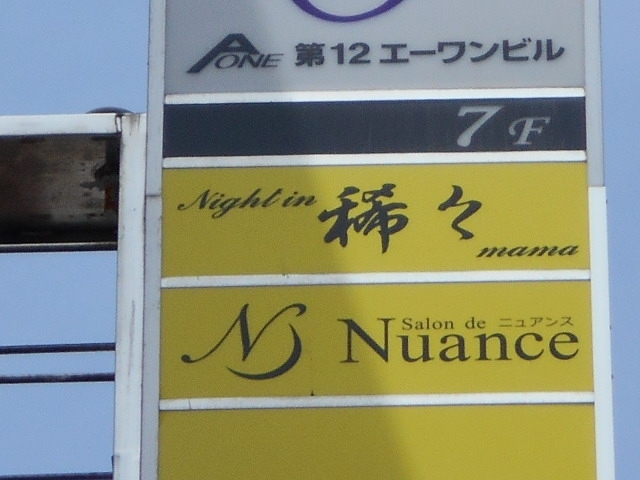 A ONE 第12エーワンビル
7F
Night in 稀々 mama
Salon de ニュアンス
N Nuance